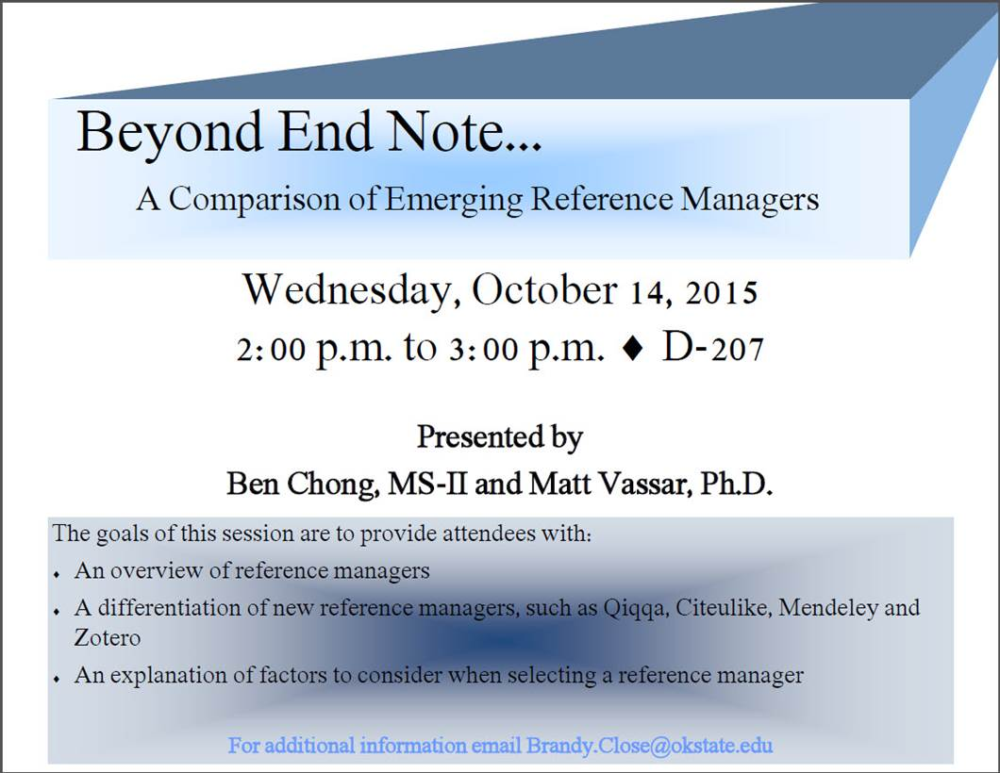 Beyond End Note...
A Comparison of Emerging Reference Managers
Wednesday, October 14, 2015
2:00 p.m. to 3:00 p.m. ♦ D-207
Presented by
Ben Chong, MS-II and Matt Vassar, Ph.D.
The goals of this session are to provide attendees with:
⬧ An overview of reference managers
⬧ A differentiation of new reference managers, such as Qiqqa, Citeulike, Mendeley and
Zotero
⬧ An explanation of factors to consider when selecting a reference manager
For additional information email Brandy.Close@okstate.edu